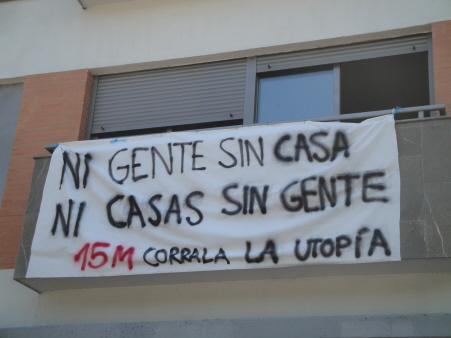 NI GENTE SIN CASA
NI CASAS SIN GENTE
15M CORRALA LA UTOPÍA